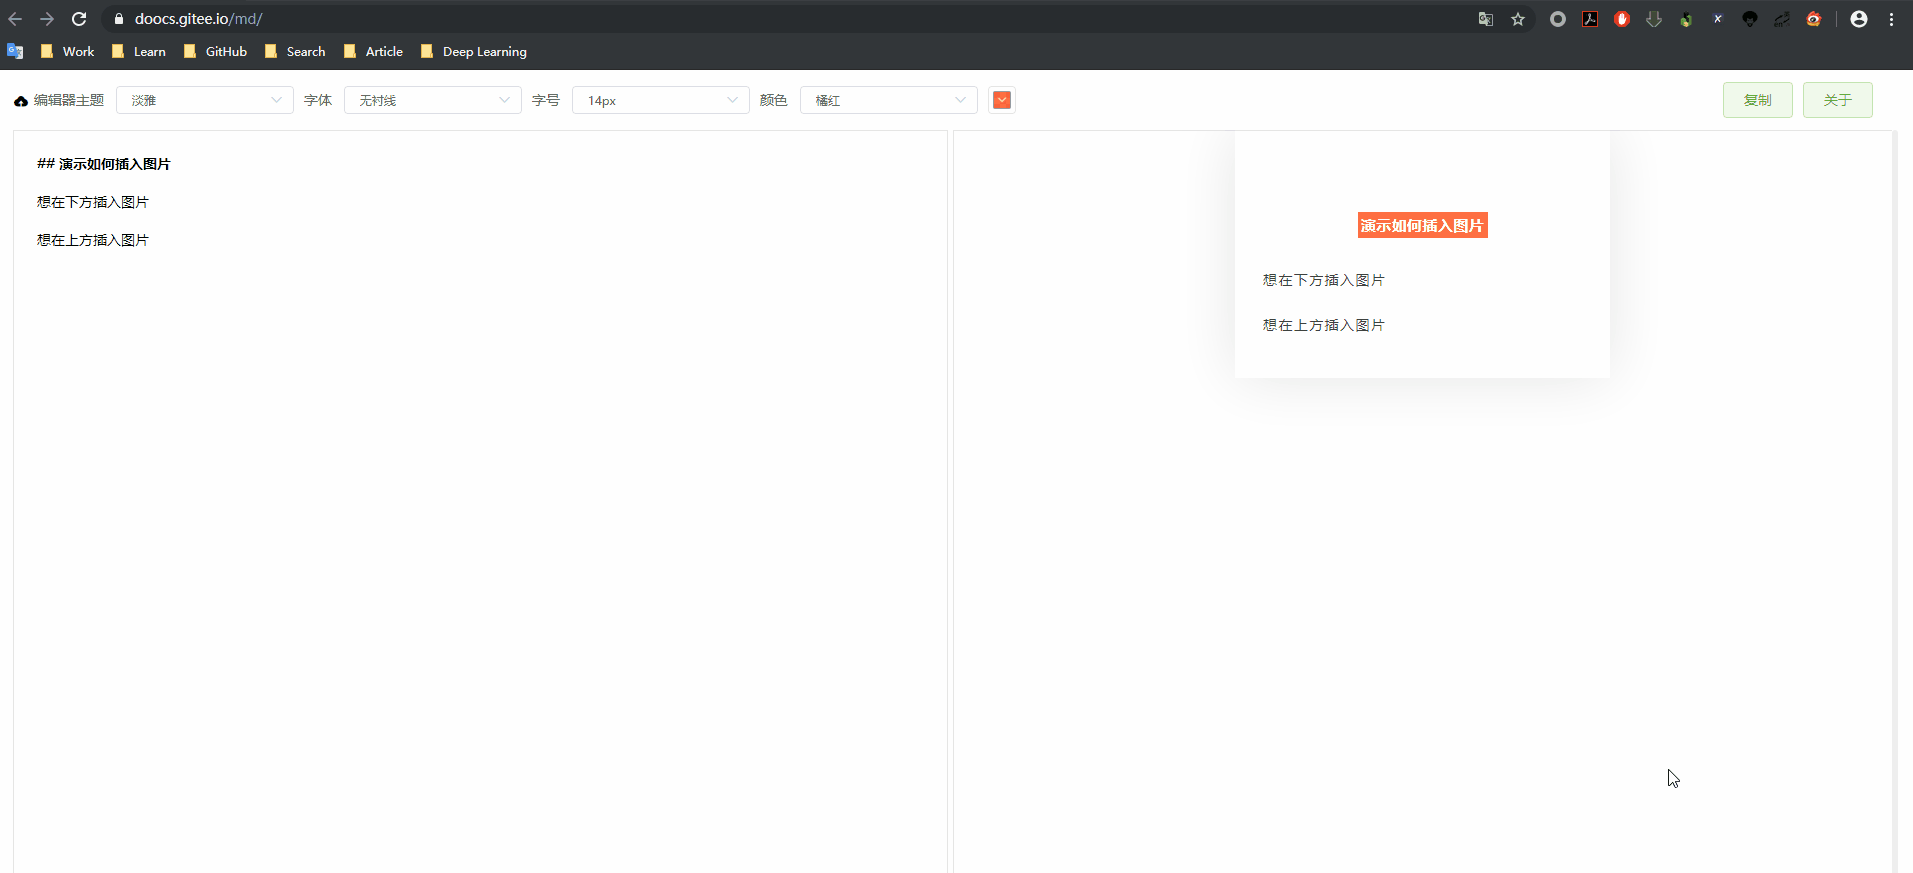 doocs.gitee.io/md/
Work Learn GitHub Search Article Deep Learning
编辑器主题 淡雅 字体 无衬线 字号 14px 颜色 橘红 复制 关于
## 演示如何插入图片
想在下方插入图片
想在上方插入图片
演示如何插入图片
想在下方插入图片
想在上方插入图片